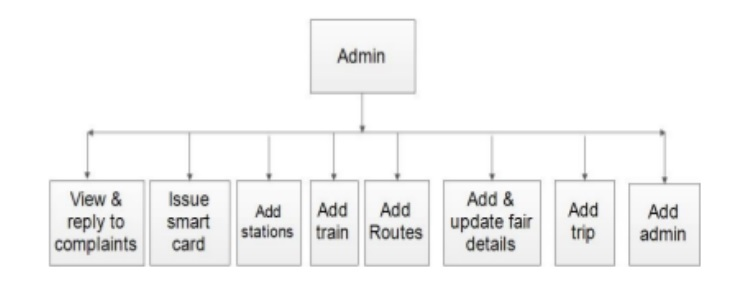 Admin
View &
reply to
complaints
Issue
smart
card
Add
stations
Add
train
Add
Routes
Add &
update fair
details
Add
trip
Add
admin